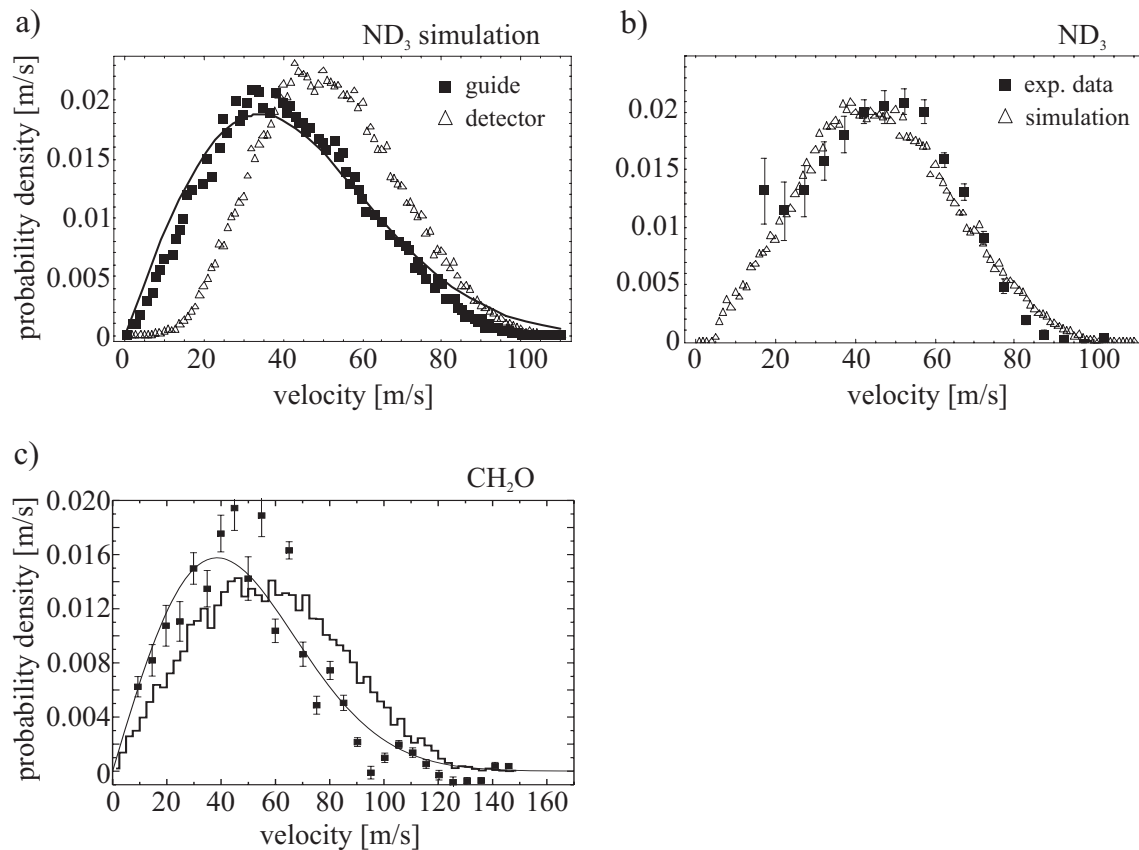 a)
ND₃ simulation
guide
detector
probability density [m/s]
0.02
0.015
0.01
0.005
0
0 20 40 60 80 100
velocity [m/s]
b)
ND₃
exp. data
simulation
0.02
0.015
0.01
0.005
0
0 20 40 60 80 100
velocity [m/s]
c)
CH₂O
probability density [m/s]
0.020
0.016
0.012
0.008
0.004
0
0 20 40 60 80 100 120 140 160
velocity [m/s]